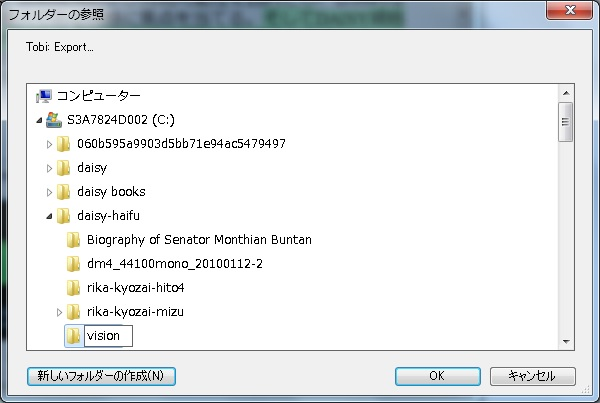 フォルダーの参照
Tobi: Export...
コンピューター
S3A7824D002 (C:)
060b595a9903d5bb71e94ac5479497
daisy
daisy books
daisy-haifu
Biography of Senator Monthian Buntan
dm4_44100mono_20100112-2
rika-kyozai-hito4
rika-kyozai-mizu
vision
新しいフォルダーの作成(N)
OK
キャンセル